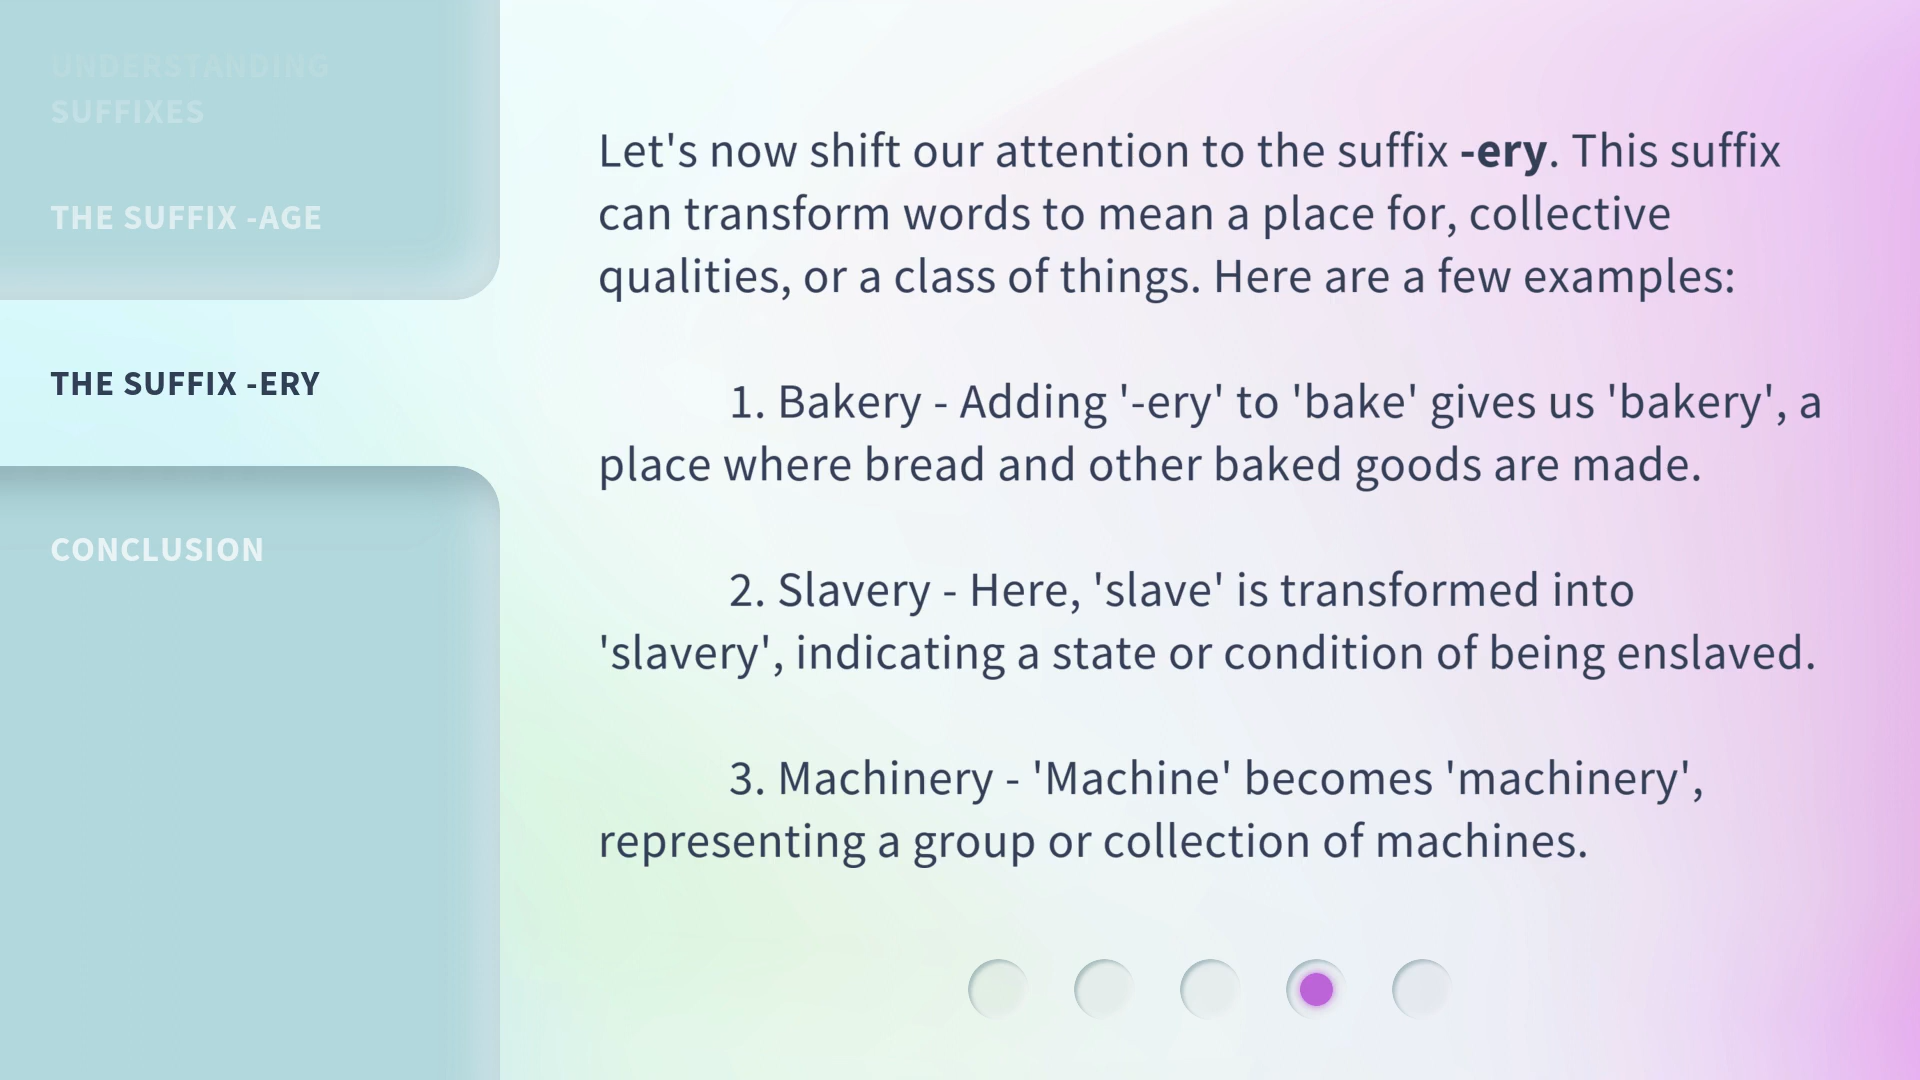 UNDERSTANDING
SUFFIXES
THE SUFFIX -AGE
THE SUFFIX -ERY
CONCLUSION
Let's now shift our attention to the suffix -ery. This suffix
can transform words to mean a place for, collective
qualities, or a class of things. Here are a few examples:
1. Bakery - Adding '-ery' to 'bake' gives us 'bakery', a
place where bread and other baked goods are made.
2. Slavery - Here, 'slave' is transformed into
'slavery', indicating a state or condition of being enslaved.
3. Machinery - 'Machine' becomes 'machinery',
representing a group or collection of machines.